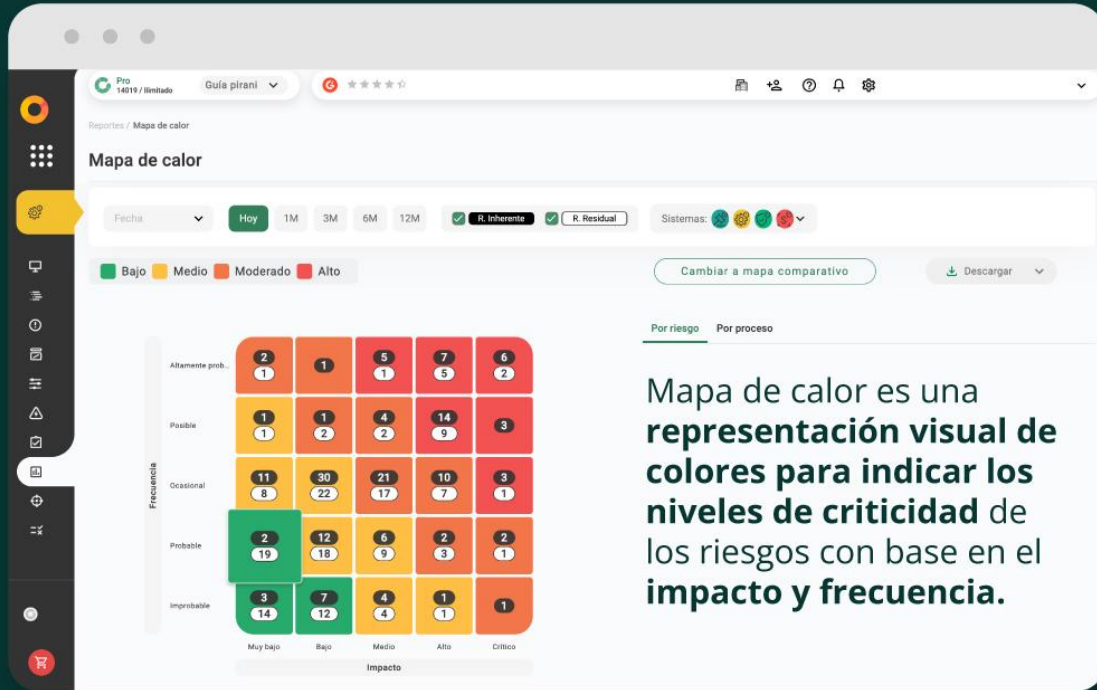 Pro
14019 / Ilimitado
Guía pirani
Reportes / Mapa de calor
Mapa de calor
Fecha
Hoy 1M 3M 6M 12M
R. Inherente
R. Residual
Sistemas:
Bajo Medio Moderado Alto
Cambiar a mapa comparativo
Descargar
Por riesgo Por proceso
Mapa de calor es una
representación visual de
colores para indicar los
niveles de criticidad de
los riesgos con base en el
impacto y frecuencia.
Frecuencia
Altamente prob..
2 1 5 7 6
1 1 5 2
Posible
1 1 4 14 3
1 2 2 9
Ocasional
11 30 21 10 3
8 22 17 7 1
Probable
2 12 6 2 2
19 18 9 3 1
Improbable
3 7 4 1 1
14 12 4 1
Muy bajo Bajo Medio Alto Crítico
Impacto